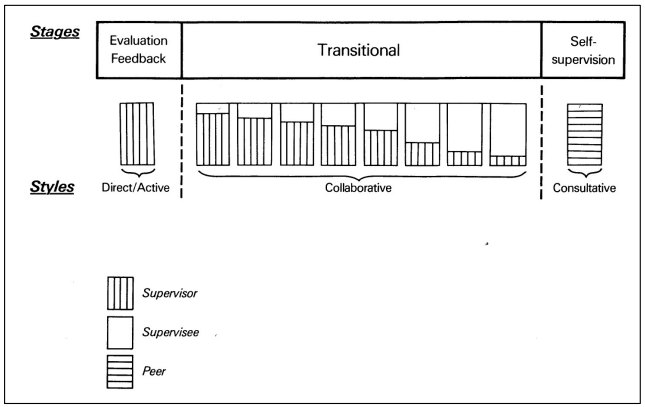 Stages
Evaluation
Feedback
Transitional
Self-
supervision
Styles
Direct/Active
Collaborative
Consultative
Supervisor
Supervisee
Peer